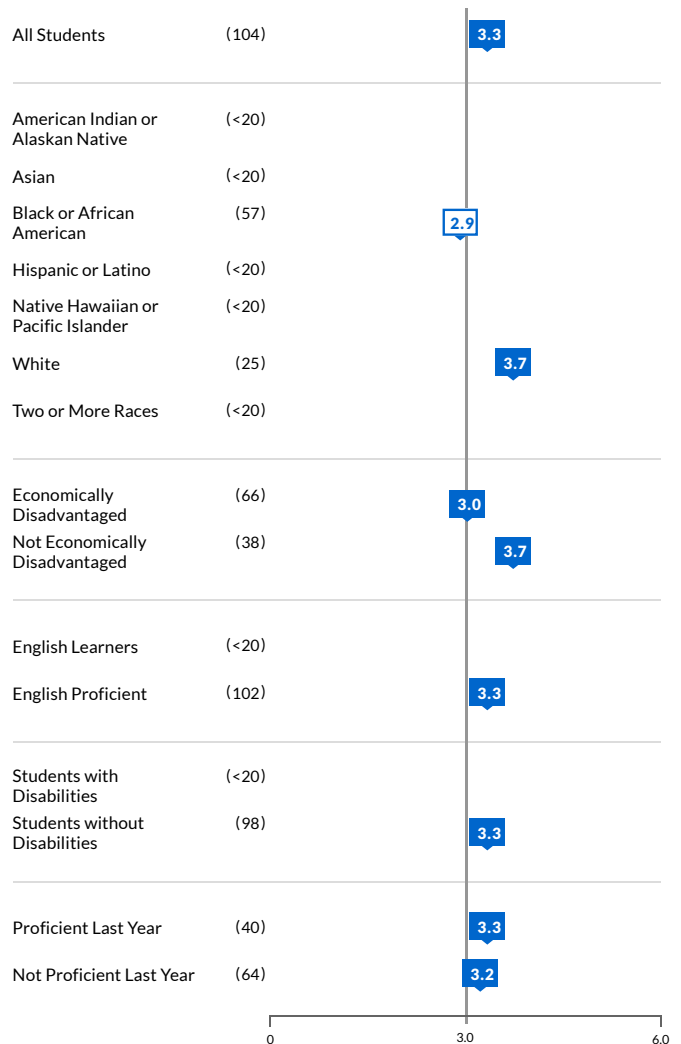 All Students (104) 3.3
American Indian or (<20)
Alaskan Native
Asian (<20)
Black or African (57) 2.9
American
Hispanic or Latino (<20)
Native Hawaiian or (<20)
Pacific Islander
White (25) 3.7
Two or More Races (<20)
Economically (66) 3.0
Disadvantaged
Not Economically (38) 3.7
Disadvantaged
English Learners (<20)
English Proficient (102) 3.3
Students with (<20)
Disabilities
Students without (98) 3.3
Disabilities
Proficient Last Year (40) 3.3
Not Proficient Last Year (64) 3.2
0 3.0 6.0